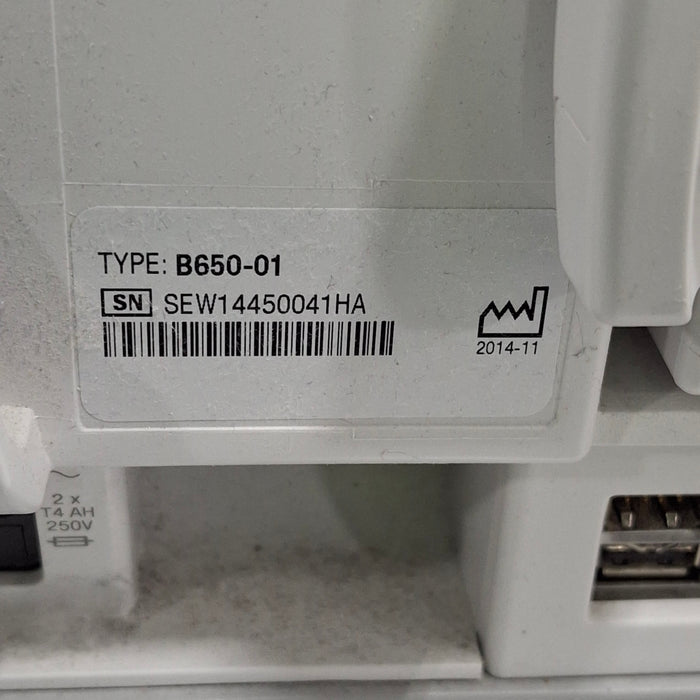 TYPE: B650-01
SN SEW14450041HA
2014-11
2 x
T4 AH
250V